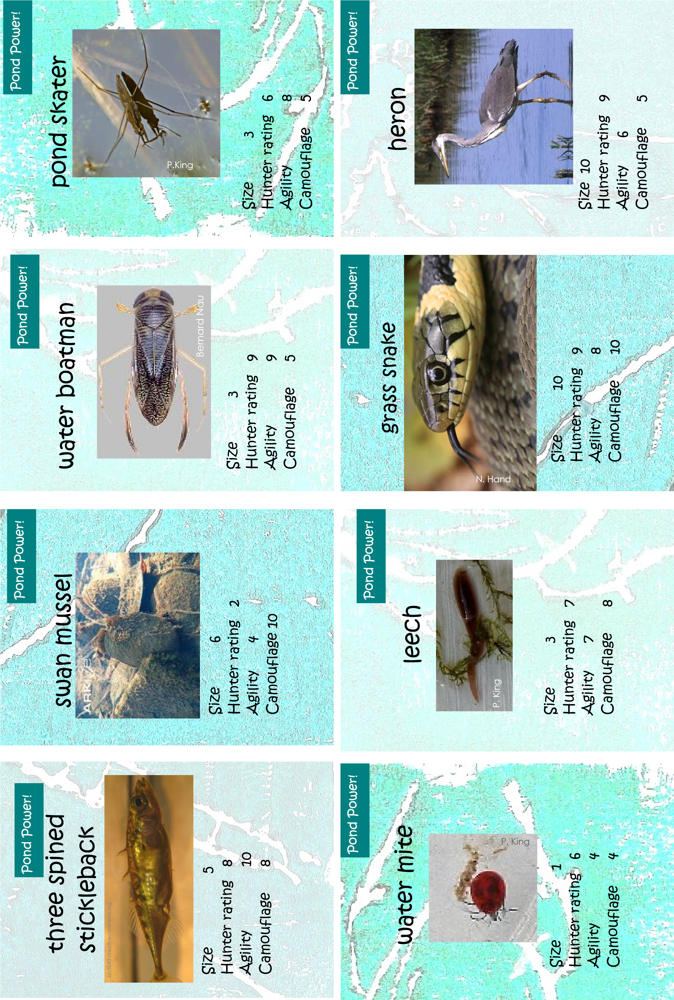 Pond Power!
three spined
stickleback
JaySo83 creativecommons.org
Size 5
Hunter rating 8
Agility 10
Camouflage 8
Pond Power!
swan mussel
ARKive
Size 6
Hunter rating 2
Agility 4
Camouflage 10
Pond Power!
water boatman
Bernard Nau
Size 3
Hunter rating 9
Agility 9
Camouflage 5
Pond Power!
pond skater
P.King
Size 3
Hunter rating 6
Agility 8
Camouflage 5
Pond Power!
water mite
P. King
Size 1
Hunter rating 6
Agility 4
Camouflage 4
Pond Power!
leech
P. King
Size 3
Hunter rating 7
Agility 7
Camouflage 8
Pond Power!
grass snake
N. Hand
Size 10
Hunter rating 9
Agility 8
Camouflage 10
Pond Power!
heron
Size 10
Hunter rating 9
Agility 6
Camouflage 5